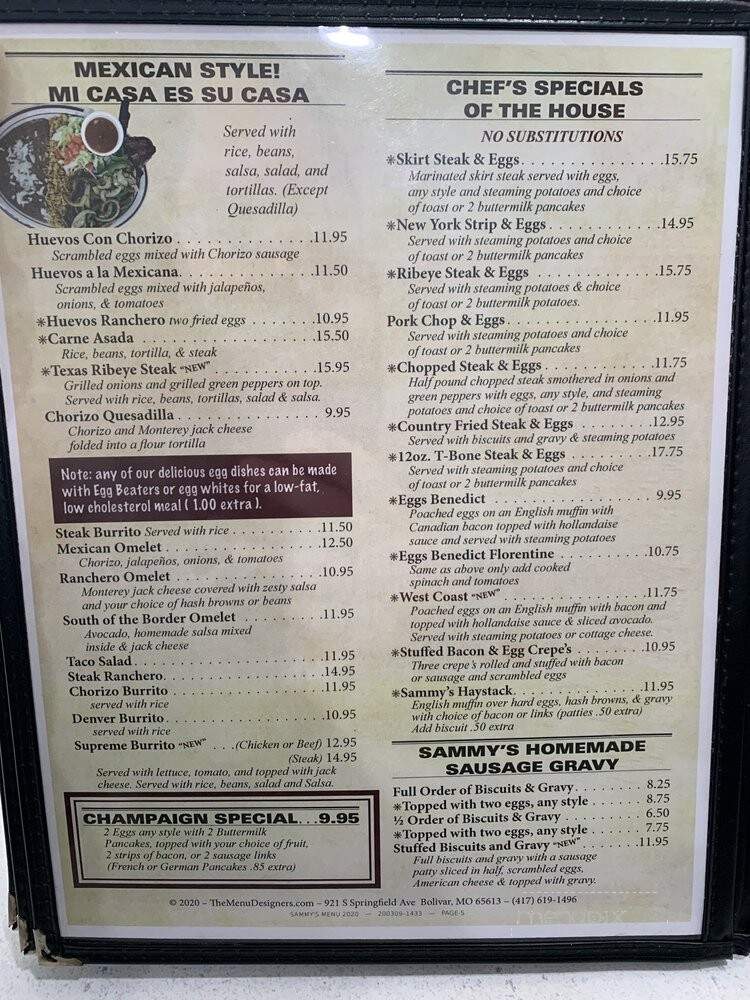 MEXICAN STYLE!
MI CASA ES SU CASA
Served with
rice, beans,
salsa, salad, and
tortillas. (Except
Quesadilla)
Huevos Con Chorizo . . . . . . . . . . . . . . .11.95
Scrambled eggs mixed with Chorizo sausage
Huevos a la Mexicana. . . . . . . . . . . . . .11.50
Scrambled eggs mixed with jalapeños,
onions, & tomatoes
*Huevos Ranchero two fried eggs . . . . . . .10.95
*Carne Asada . . . . . . . . . . . . . . . . .15.50
Rice, beans, tortilla, & steak
*Texas Ribeye Steak "NEW" . . . . . . . . . .15.95
Grilled onions and grilled green peppers on top.
Served with rice, beans, tortillas, salad & salsa.
Chorizo Quesadilla . . . . . . . . . . . . . . 9.95
Chorizo and Monterey jack cheese
folded into a flour tortilla
Note: any of our delicious egg dishes can be made
with Egg Beaters or egg whites for a low-fat,
low cholesterol meal ( 1.00 extra ).
Steak Burrito Served with rice . . . . . . . . .11.50
Mexican Omelet . . . . . . . . . . . . . . .12.50
Chorizo, jalapeños, onions, & tomatoes
Ranchero Omelet . . . . . . . . . . . . . .10.95
Monterey jack cheese covered with zesty salsa
and your choice of hash browns or beans
South of the Border Omelet . . . . . . . . 11.95
Avocado, homemade salsa mixed
inside & jack cheese
Taco Salad . . . . . . . . . . . . . . . . . .11.95
Steak Ranchero. . . . . . . . . . . . . . . .14.95
Chorizo Burrito . . . . . . . . . . . . . . .11.95
served with rice
Denver Burrito. . . . . . . . . . . . . . . .10.95
served with rice
Supreme Burrito "NEW" . . . (Chicken or Beef) 12.95
(Steak) 14.95
Served with lettuce, tomato, and topped with jack
cheese. Served with rice, beans, salad and Salsa.
CHAMPAIGN SPECIAL...9.95
2 Eggs any style with 2 Buttermilk
Pancakes, topped with your choice of fruit,
2 strips of bacon, or 2 sausage links
(French or German Pancakes .85 extra)
CHEF'S SPECIALS
OF THE HOUSE
NO SUBSTITUTIONS
*Skirt Steak & Eggs. . . . . . . . . . . . . . .15.75
Marinated skirt steak served with eggs,
any style and steaming potatoes and choice
of toast or 2 buttermilk pancakes
*New York Strip & Eggs. . . . . . . . . . . .14.95
Served with steaming potatoes and choice
of toast or 2 buttermilk pancakes
*Ribeye Steak & Eggs . . . . . . . . . . . . .15.75
Served with steaming potatoes & choice
of toast or 2 buttermilk potatoes.
Pork Chop & Eggs. . . . . . . . . . . . . . .11.95
Served with steaming potatoes and choice
of toast or 2 buttermilk pancakes
*Chopped Steak & Eggs . . . . . . . . . . .11.75
Half pound chopped steak smothered in onions and
green peppers with eggs, any style, and steaming
potatoes and choice of toast or 2 buttermilk pancakes
*Country Fried Steak & Eggs . . . . . . . .12.95
Served with biscuits and gravy & steaming potatoes
*12oz. T-Bone Steak & Eggs . . . . . . . . .17.75
Served with steaming potatoes and choice
of toast or 2 buttermilk pancakes
*Eggs Benedict . . . . . . . . . . . . . . . . 9.95
Poached eggs on an English muffin with
Canadian bacon topped with hollandaise
sauce and served with steaming potatoes
*Eggs Benedict Florentine . . . . . . . . . 10.75
Same as above only add cooked
spinach and tomatoes
*West Coast "NEW" . . . . . . . . . . . . . .11.75
Poached eggs on an English muffin with bacon and
topped with hollandaise sauce & sliced avocado.
Served with steaming potatoes or cottage cheese.
*Stuffed Bacon & Egg Crepe's . . . . . . . .10.95
Three crepe's rolled and stuffed with bacon
or sausage and scrambled eggs
*Sammy's Haystack. . . . . . . . . . . . . .11.95
English muffin over hard eggs, hash browns, & gravy
with choice of bacon or links (patties .50 extra)
Add biscuit .50 extra
SAMMY'S HOMEMADE
SAUSAGE GRAVY
Full Order of Biscuits & Gravy. . . . . . . . 8.25
*Topped with two eggs, any style . . . . . . 8.75
½ Order of Biscuits & Gravy . . . . . . . . 6.50
*Topped with two eggs, any style . . . . . . 7.75
Stuffed Biscuits and Gravy "NEW" . . . . . . .11.95
Full biscuits and gravy with a sausage
patty sliced in half, scrambled eggs,
American cheese & topped with gravy.
© 2020 – TheMenuDesigners.com – 921 S Springfield Ave Bolivar, MO 65613 – (417) 619-1496
SAMMY'S MENU 2020 — 200309-1433 — PAGE-5